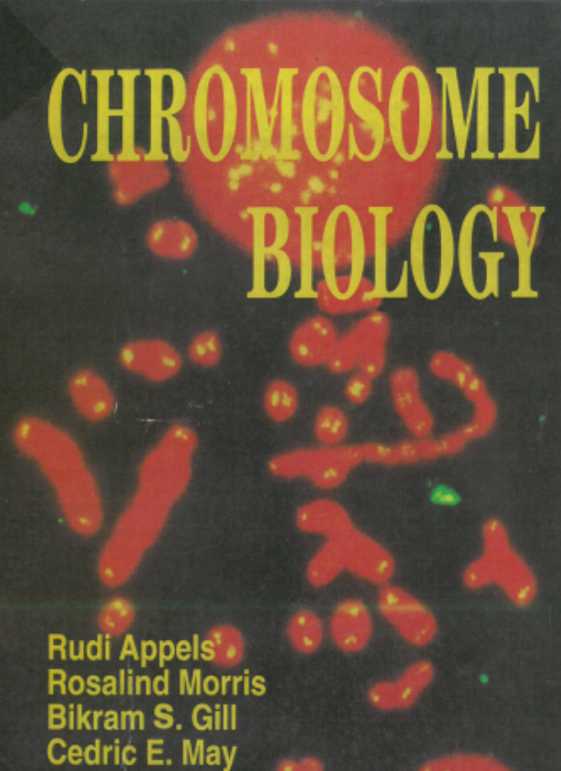 CHROMOSOME
BIOLOGY
Rudi Appels
Rosalind Morris
Bikram S. Gill
Cedric E. May